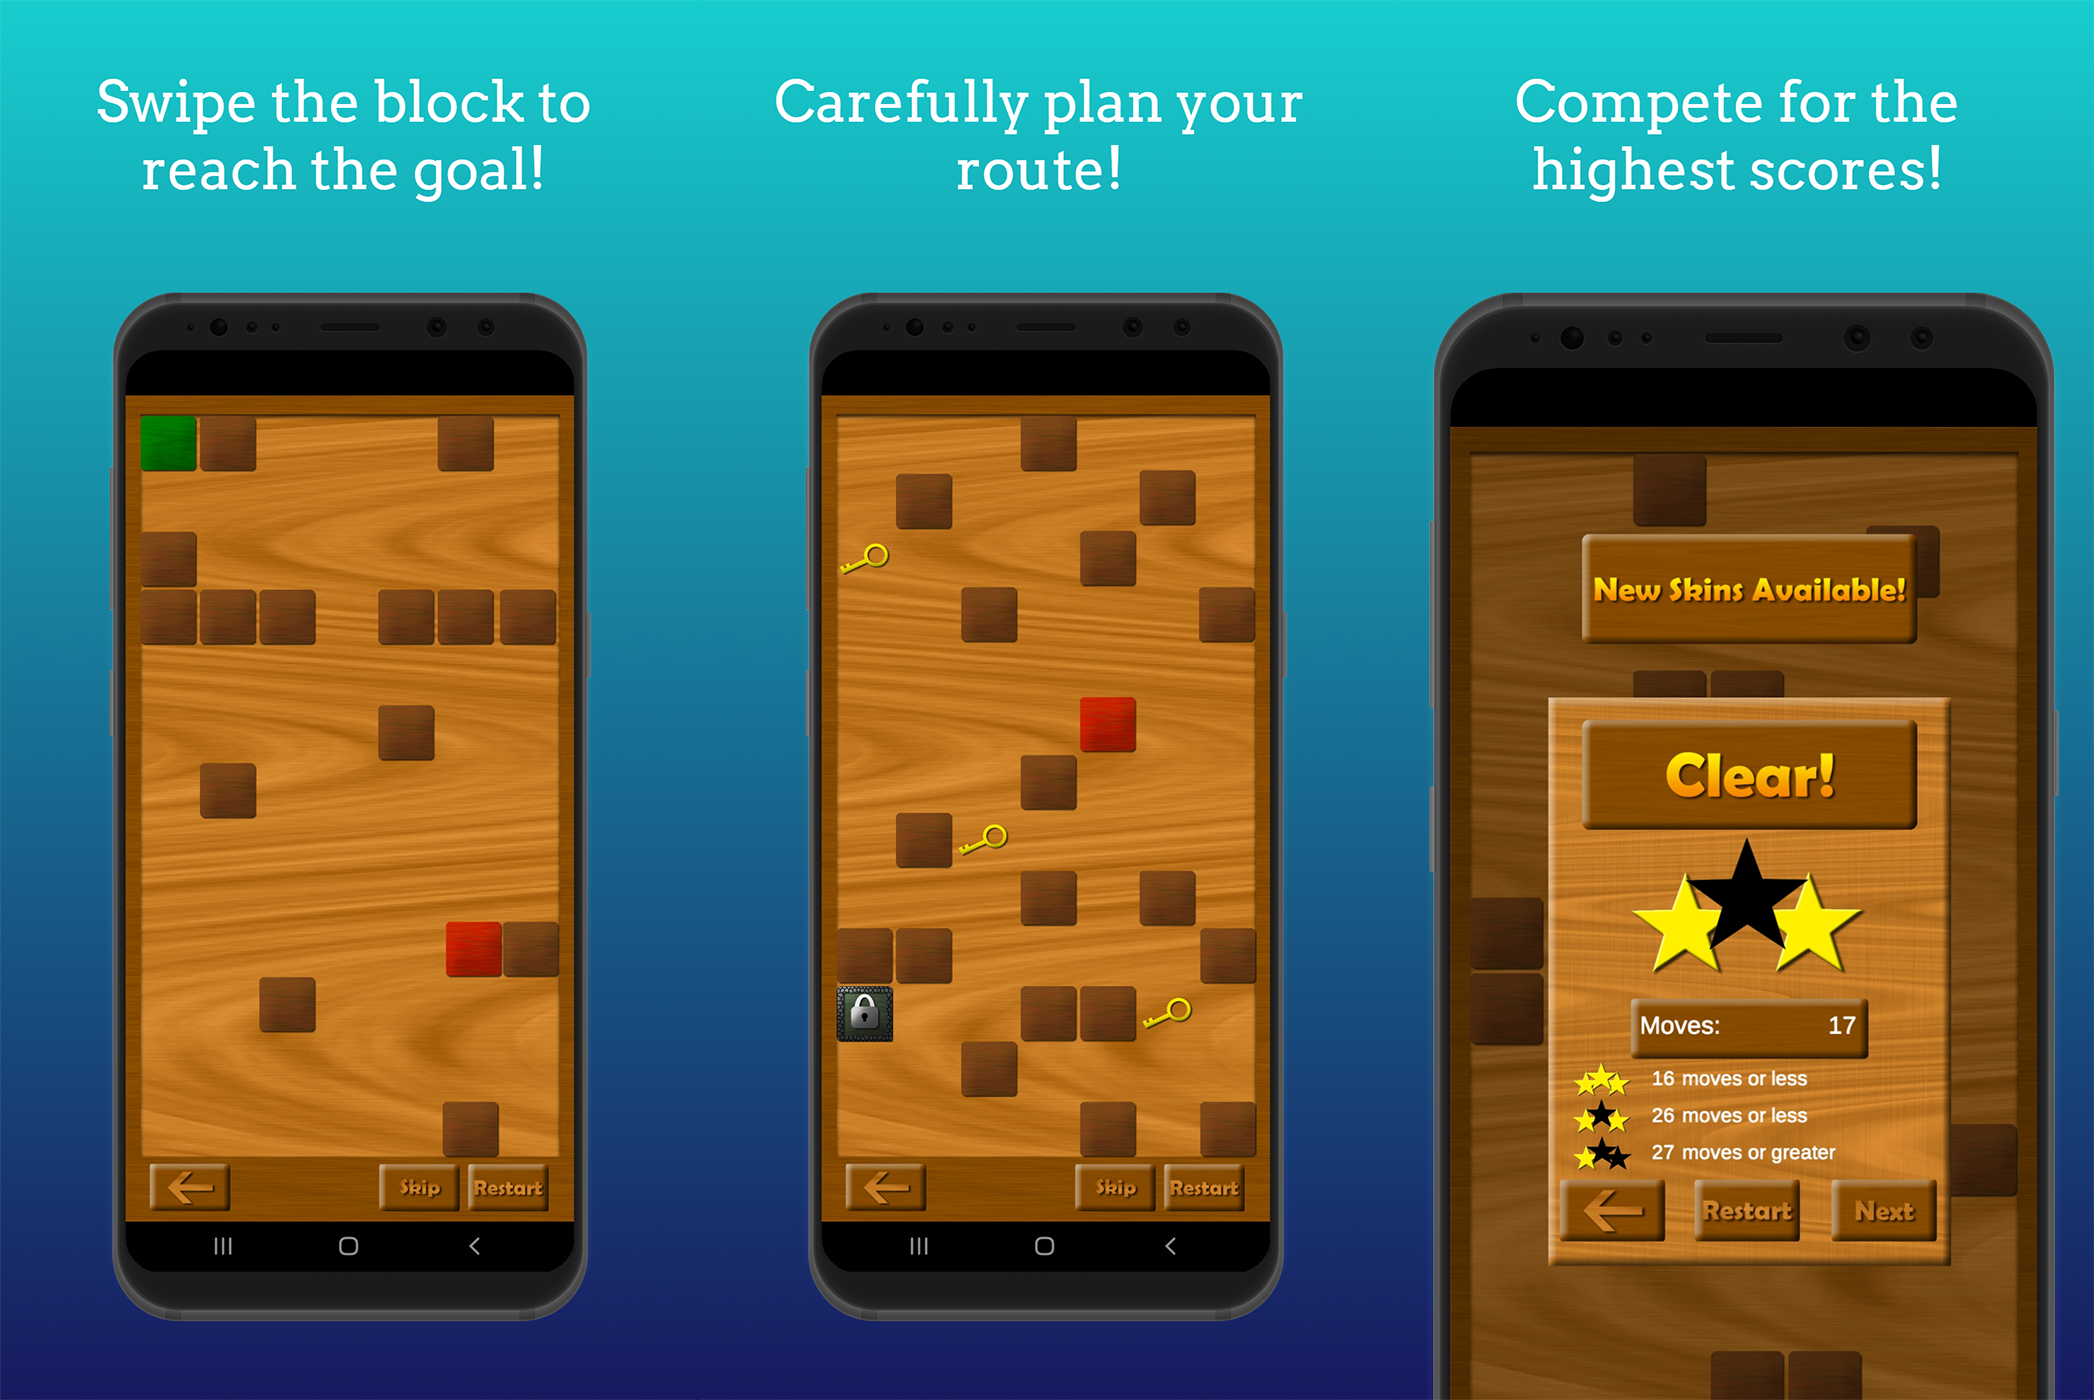 Swipe the block to
reach the goal!
Skip
Restart
Carefully plan your
route!
Skip
Restart
Compete for the
highest scores!
New Skins Available!
Clear!
Moves: 17
16 moves or less
26 moves or less
27 moves or greater
Restart
Next